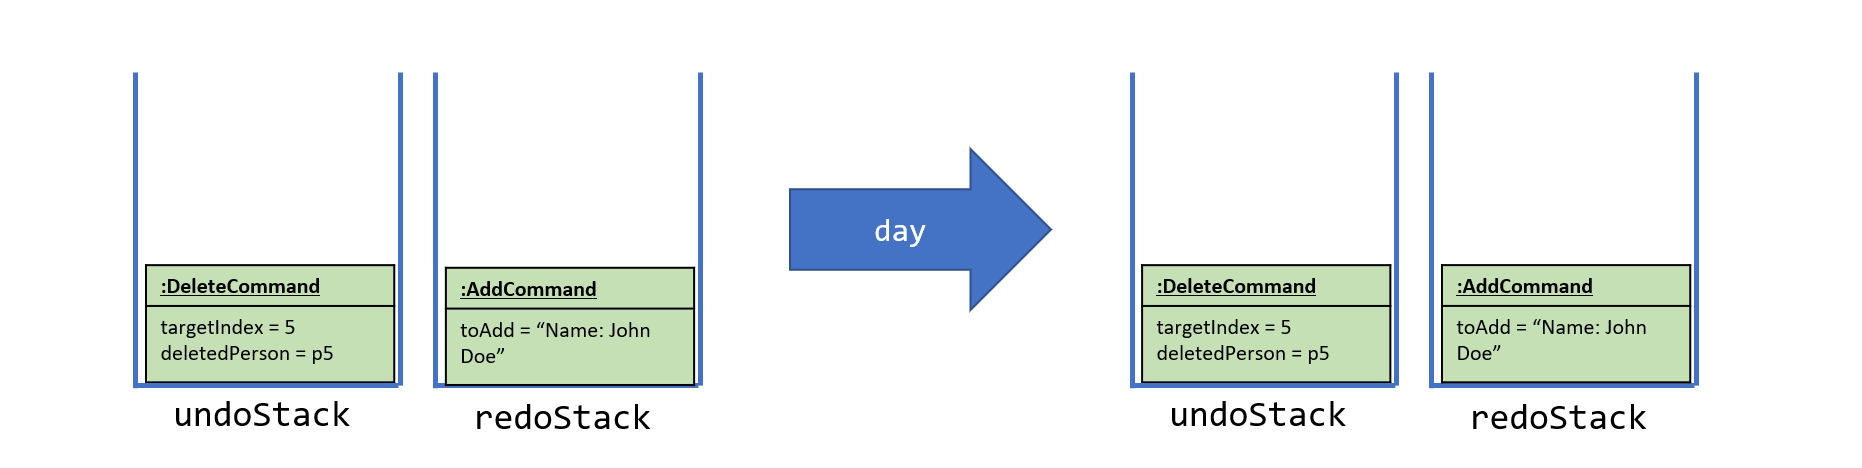 :DeleteCommand
targetIndex = 5
deletedPerson = p5
undoStack
:AddCommand
toAdd = “Name: John
Doe”
redoStack
day
:DeleteCommand
targetIndex = 5
deletedPerson = p5
undoStack
:AddCommand
toAdd = “Name: John
Doe”
redoStack